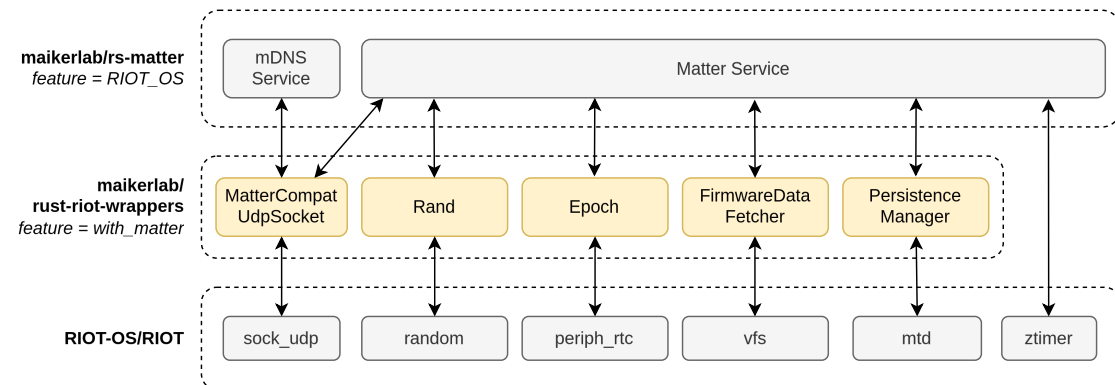 maikerlab/rs-matter
feature = RIOT_OS
mDNS
Service
Matter Service
maikerlab/
rust-riot-wrappers
feature = with_matter
MatterCompat
UdpSocket
Rand
Epoch
FirmwareData
Fetcher
Persistence
Manager
RIOT-OS/RIOT
sock_udp
random
periph_rtc
vfs
mtd
ztimer